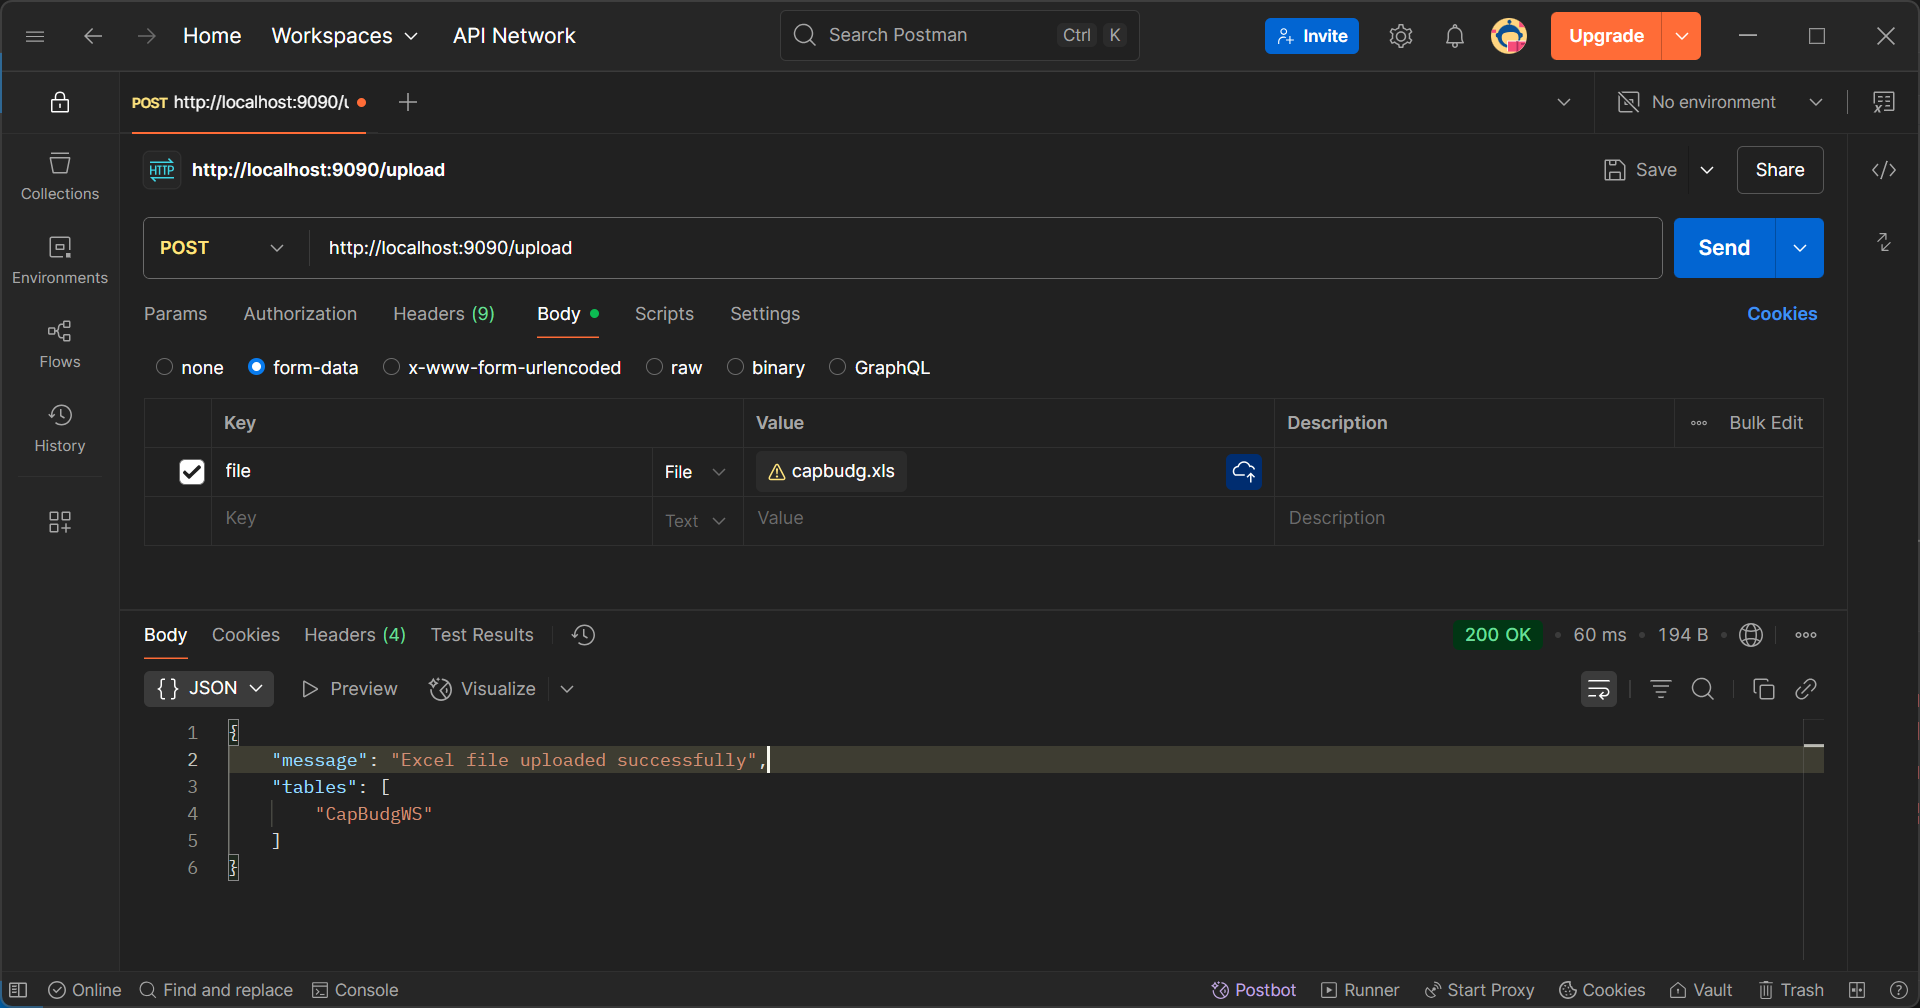 Home Workspaces API Network Search Postman Ctrl K Invite Upgrade
POST http://localhost:9090/u No environment
HTTP http://localhost:9090/upload Save Share
Collections
Environments
Flows
History
POST http://localhost:9090/upload Send
Params Authorization Headers (9) Body Scripts Settings Cookies
none form-data x-www-form-urlencoded raw binary GraphQL
Key Value Description Bulk Edit
file File capbudg.xls
Key Text Value Description
Body Cookies Headers (4) Test Results 200 OK 60 ms 194 B
{} JSON Preview Visualize
1 {
2 "message": "Excel file uploaded successfully",
3 "tables": [
4 "CapBudgWS"
5 ]
6 }
Online Find and replace Console Postbot Runner Start Proxy Cookies Vault Trash